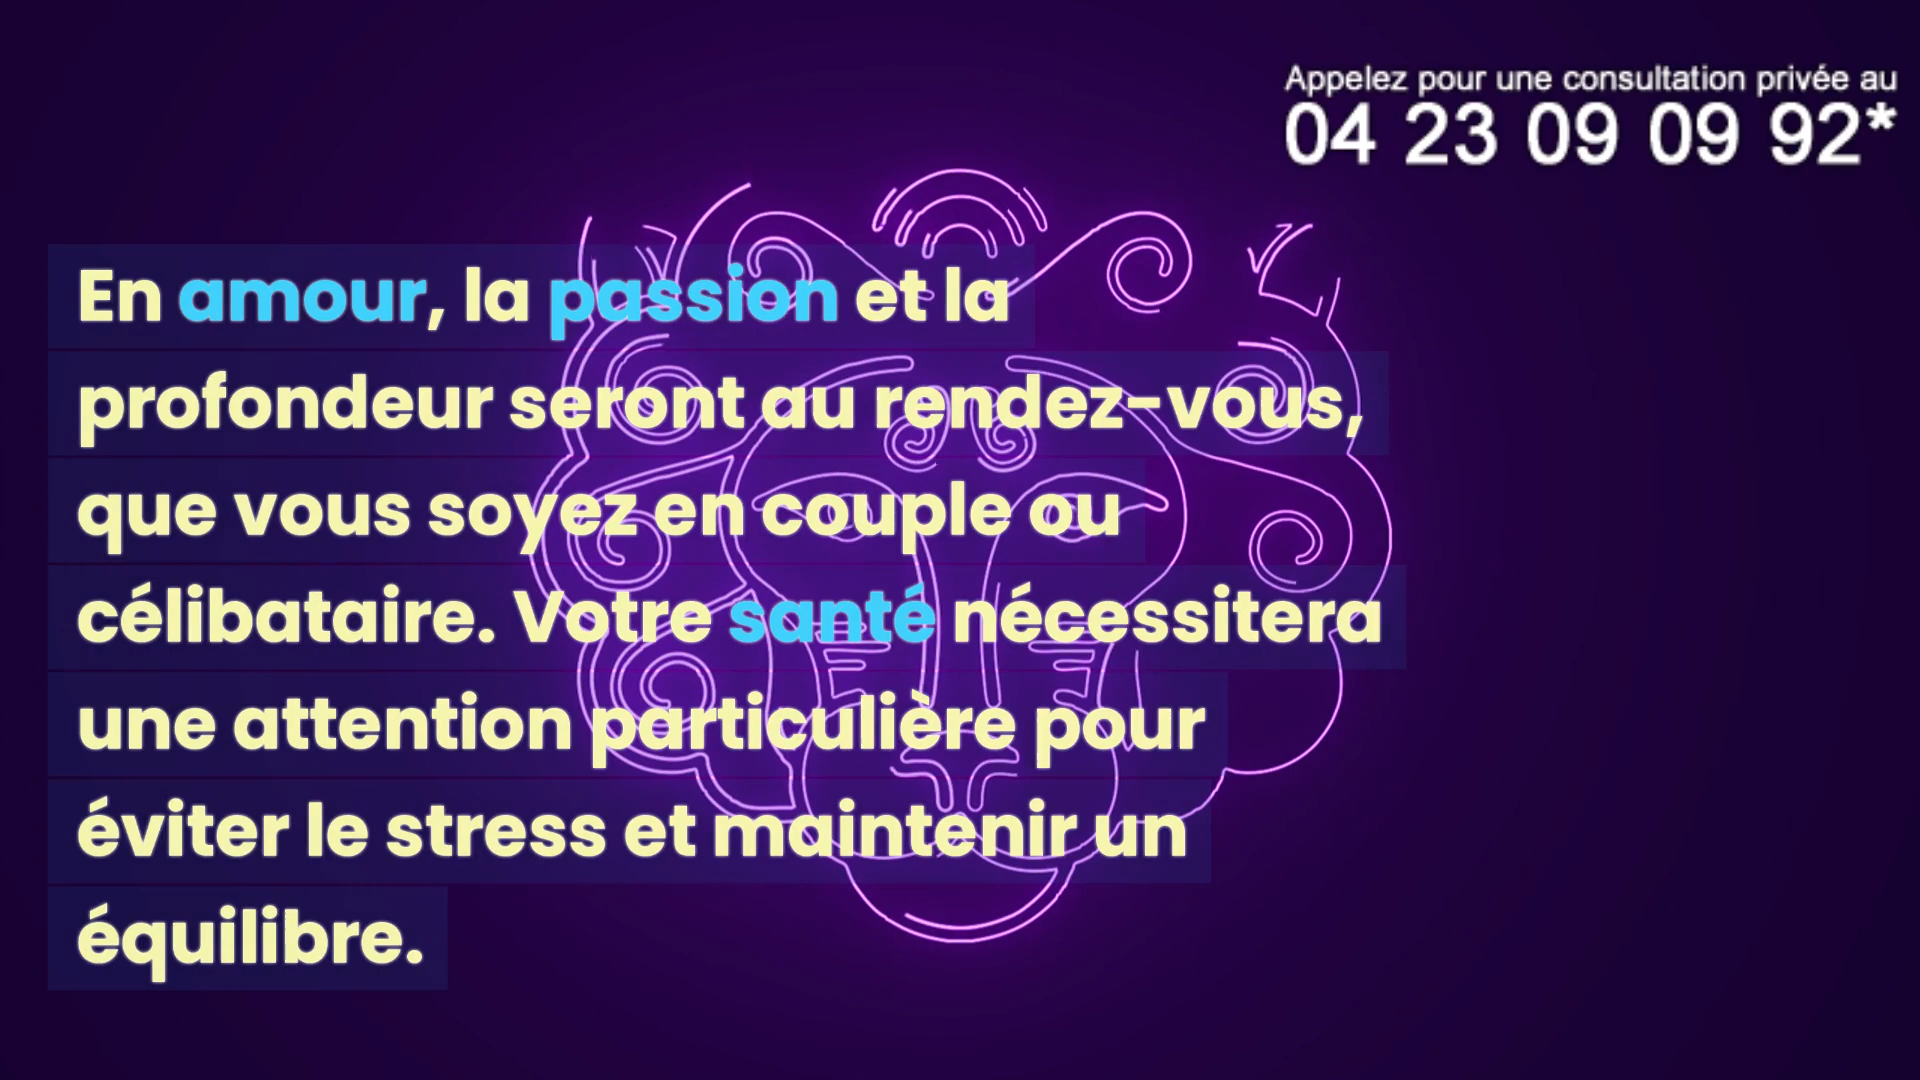 Appelez pour une consultation privée au
04 23 09 09 92*
En amour, la passion et la
profondeur seront au rendez-vous,
que vous soyez en couple ou
célibataire. Votre santé nécessitera
une attention particulière pour
éviter le stress et maintenir un
équilibre.